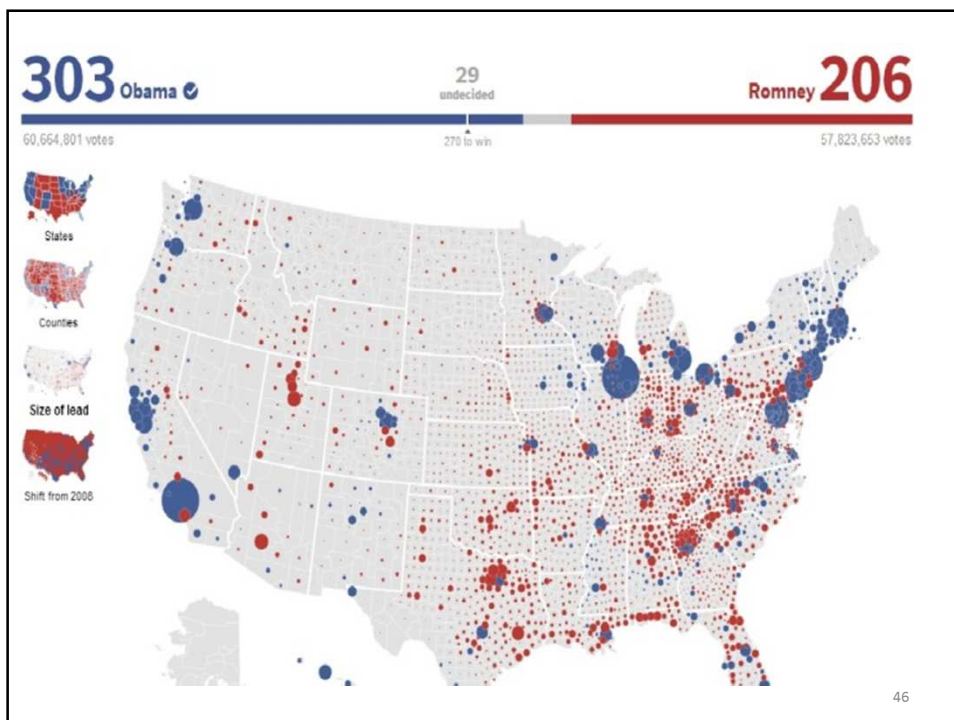 303 Obama
29
undecided
Romney 206
60,664,801 votes
270 to win
57,823,653 votes
States
Counties
Size of lead
Shift from 2008
46